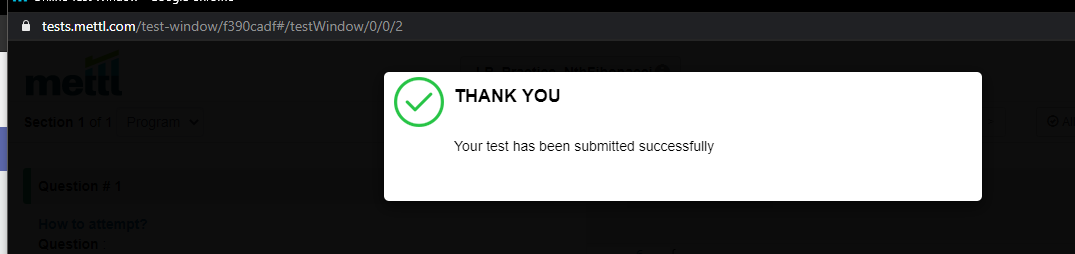 tests.mettl.com/test-window/f390cadf#/testWindow/0/0/2
mettl
THANK YOU
Your test has been submitted successfully
Section 1 of 1 Program
Question # 1
How to attempt?
Question